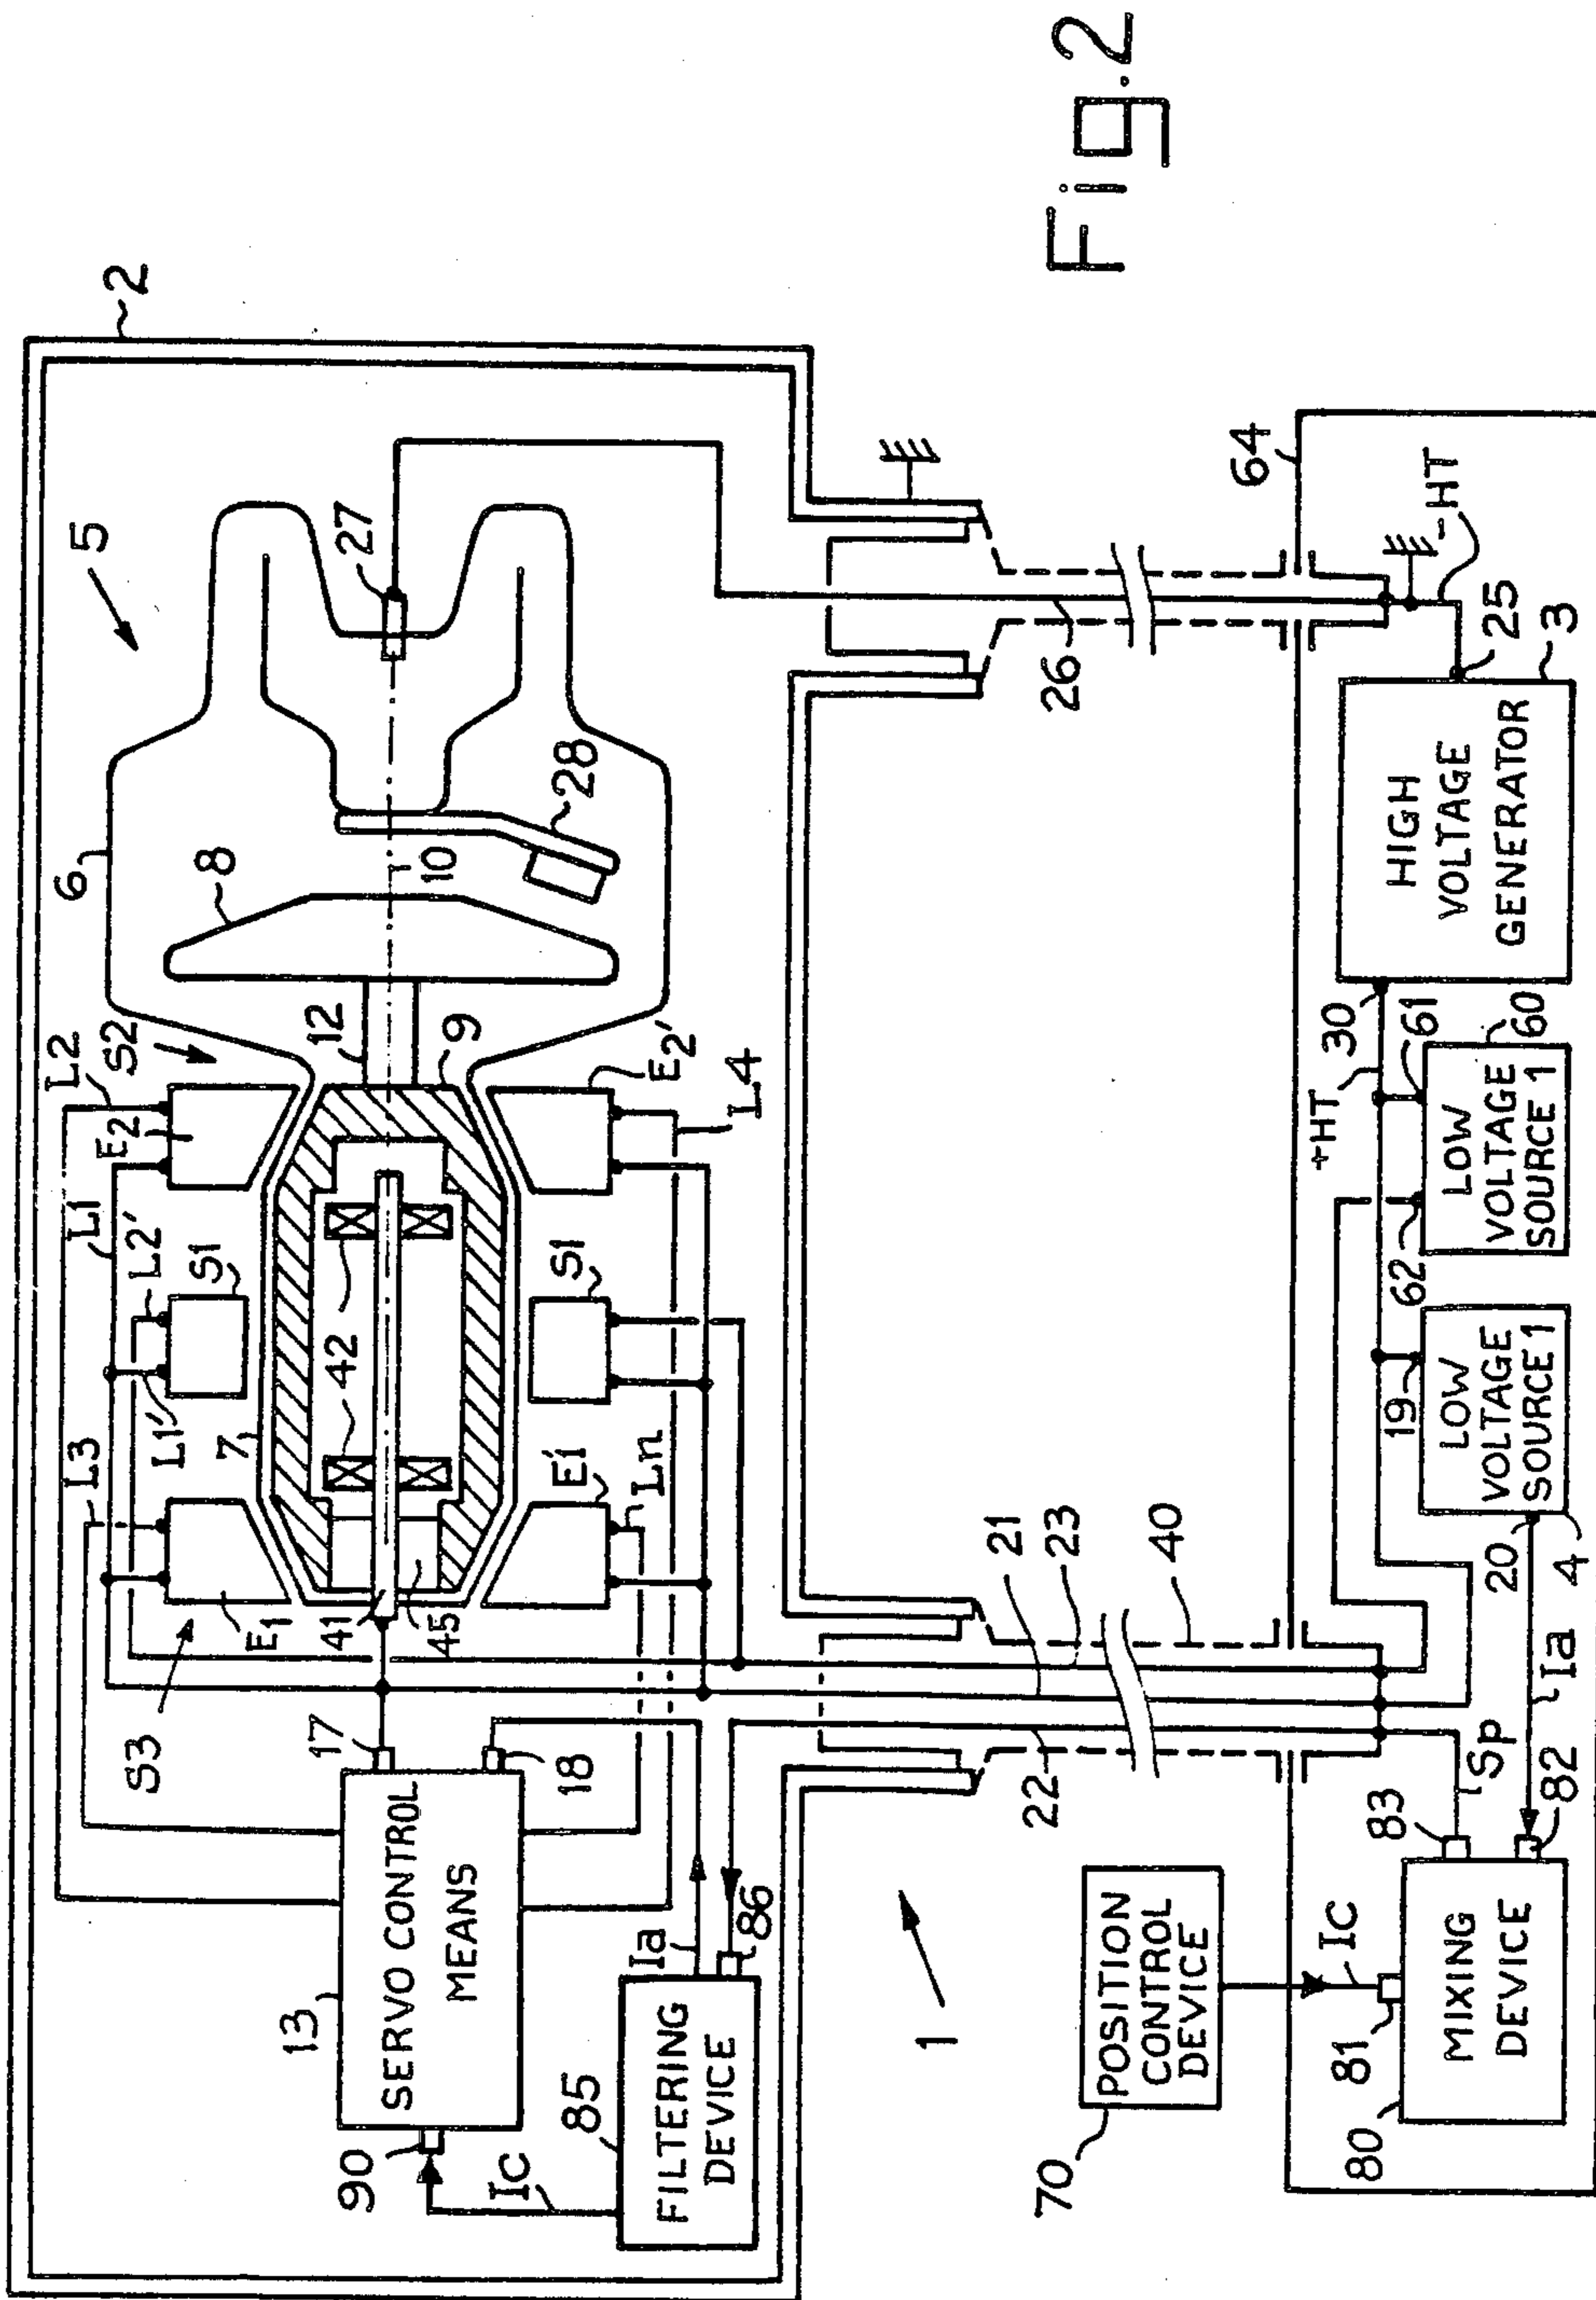 Fig.2
2
5
6
8
10
28
27
12
9
S2
L2
E2
L1
L2'
S1
L1'
L3
7
42
42
S1
E2'
L4
E1'
Ln
E1
41
45
S3
17
18
13
SERVO CONTROL
MEANS
90
Ic
Ia
85
FILTERING
DEVICE
86
1
22
21
23
40
26
64
-HT
25
3
HIGH
VOLTAGE
GENERATOR
30
+HT
61
60
LOW
VOLTAGE
SOURCE 1
62
19
LOW
VOLTAGE
SOURCE 1
20
4
Ia
Sp
82
83
70
POSITION
CONTROL
DEVICE
Ic
81
80
MIXING
DEVICE